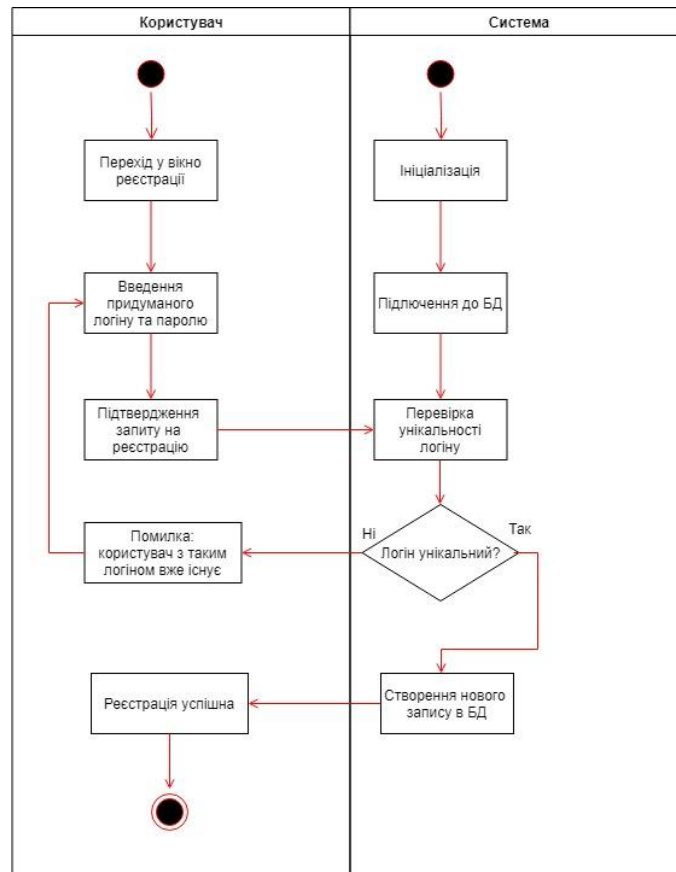 Користувач
Система
Перехід у вікно
реєстрації
Ініціалізація
Введення
придуманого
логіну та паролю
Підлючення до БД
Підтвердження
запиту на
реєстрацію
Перевірка
унікальності
логіну
Помилка:
користувач з таким
логіном вже існує
Ні
Логін унікальний?
Так
Реєстрація успішна
Створення нового
запису в БД